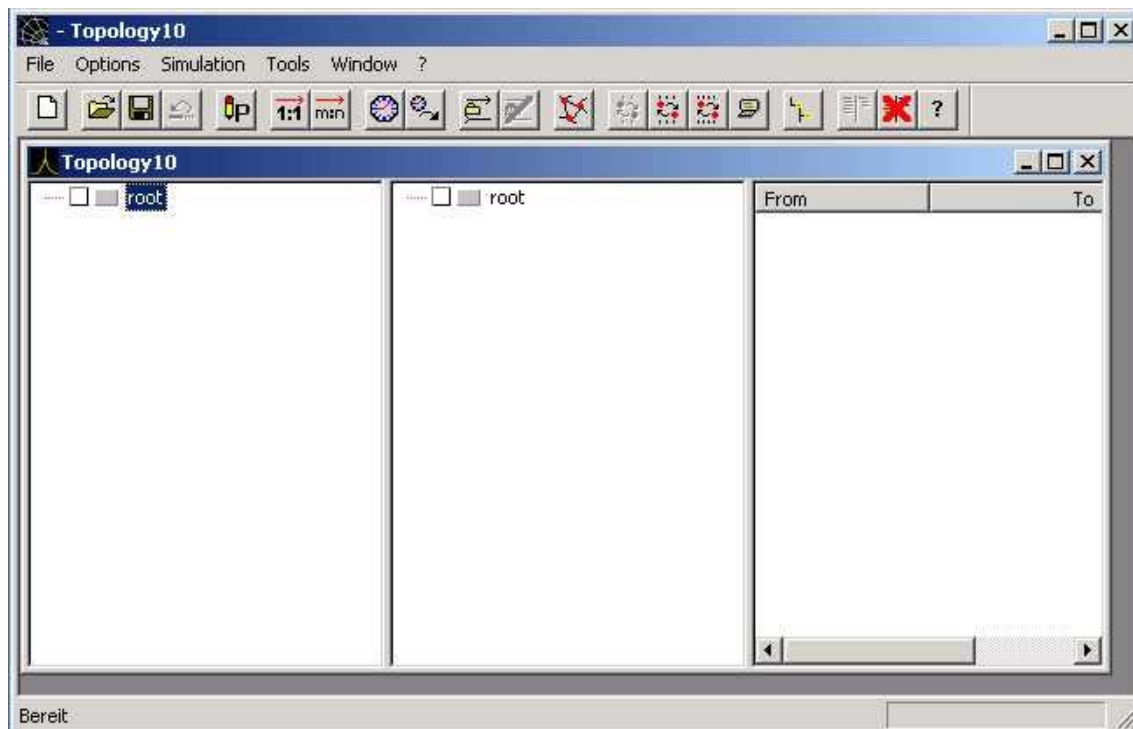 - Topology10
File Options Simulation Tools Window ?
P 1:1 m:n ?
Topology10
root root From To
Bereit